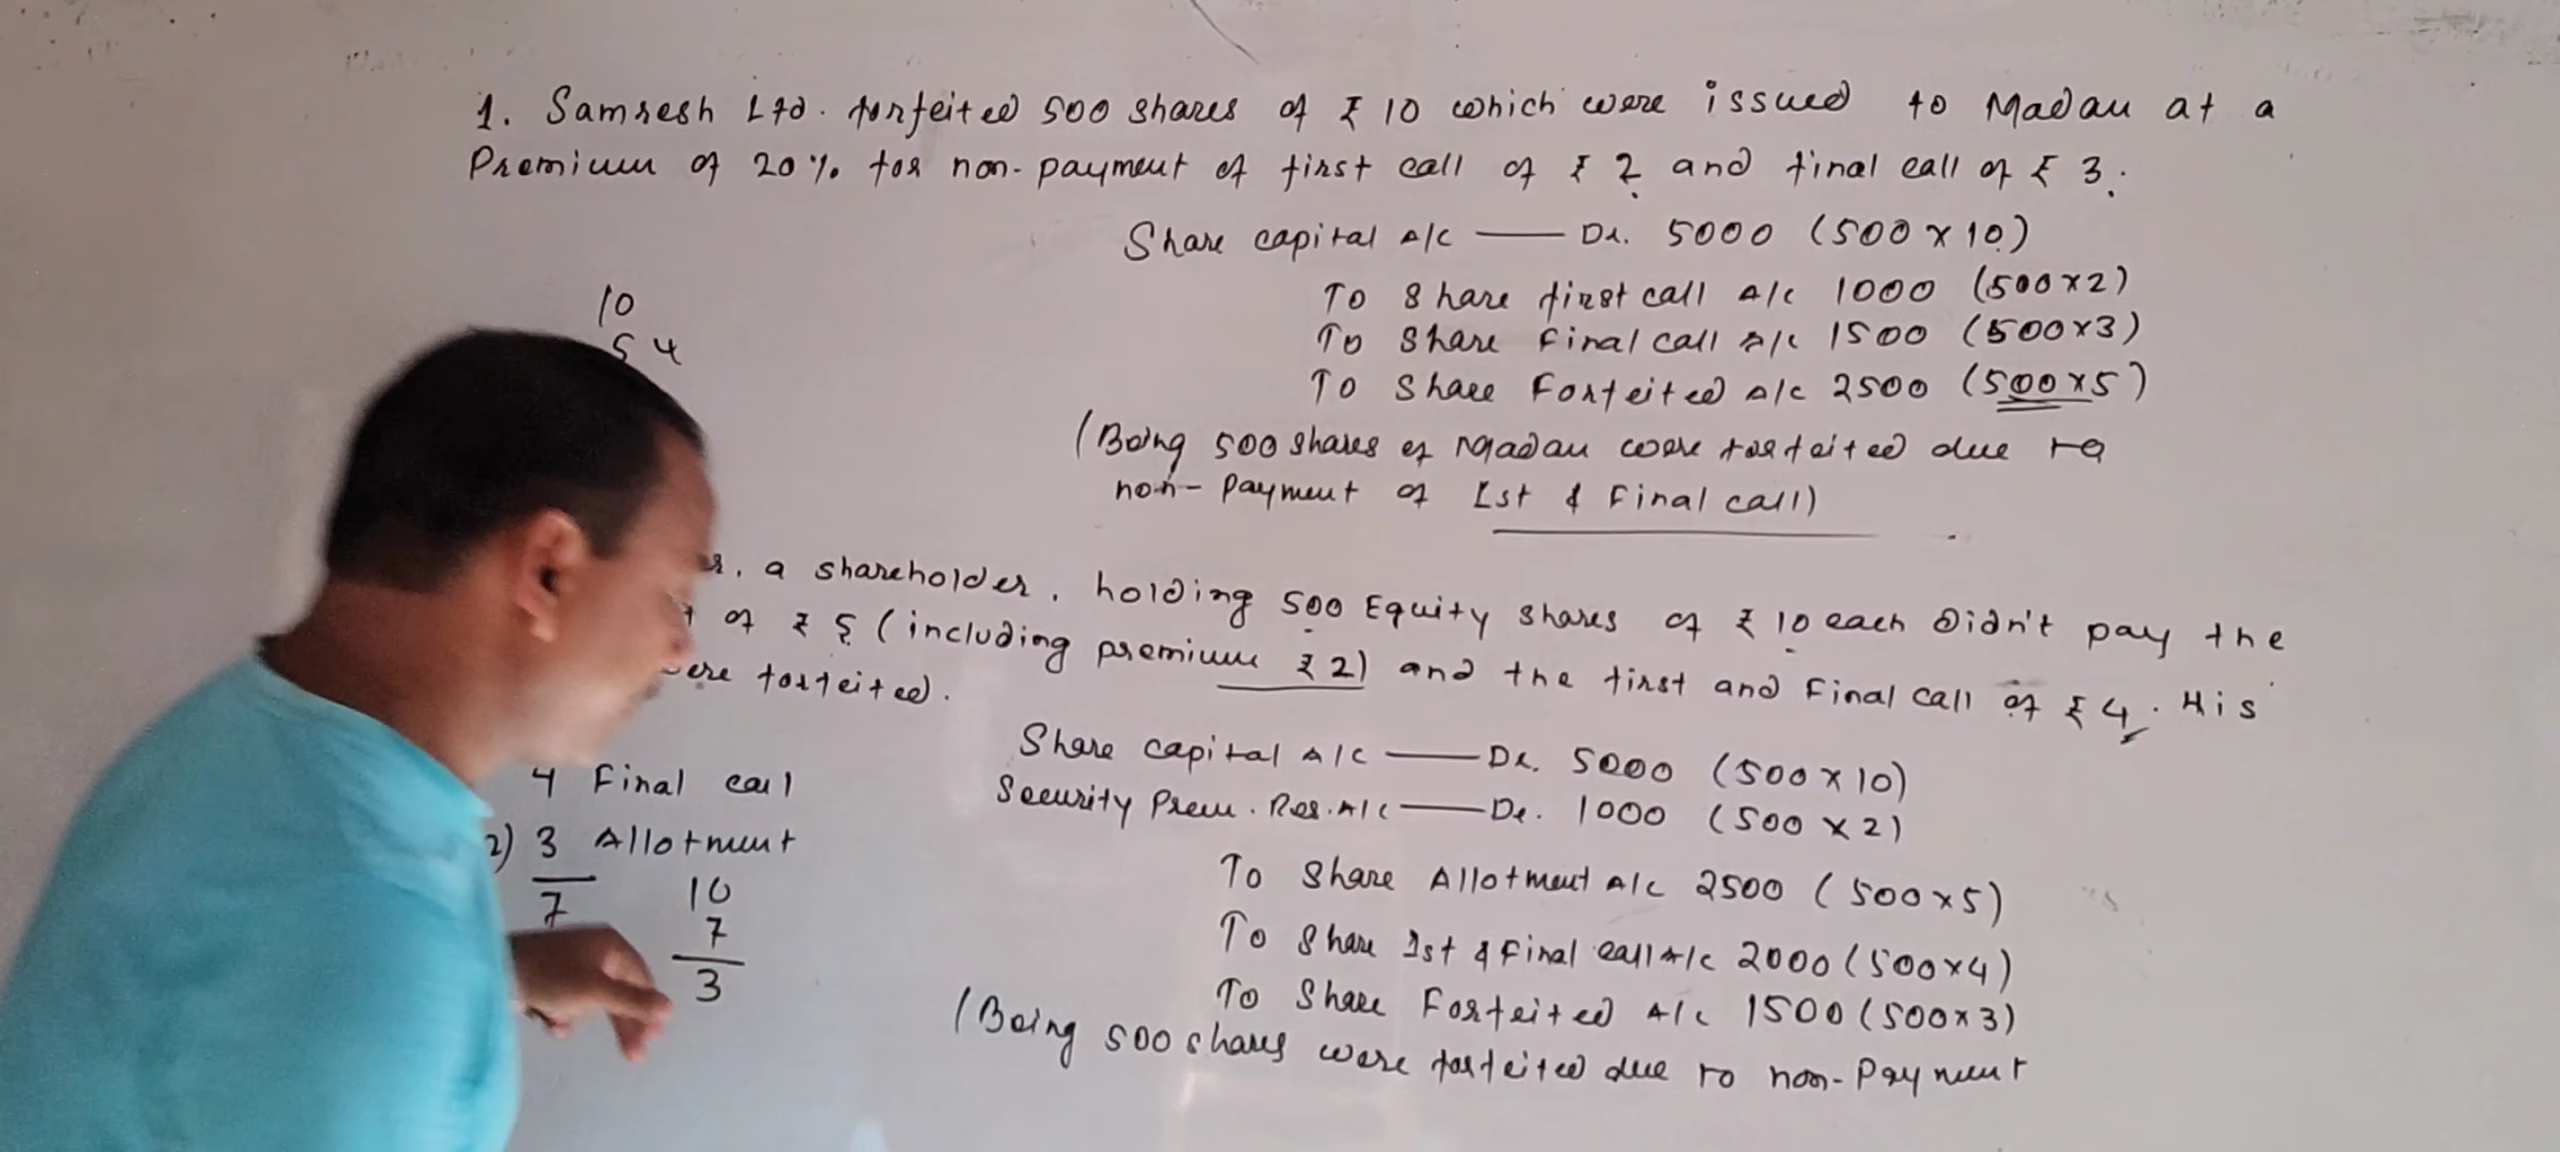 1. Samresh Ltd. forfeited 500 shares of ₹ 10 which were issued to Madan at a
Premium of 20% for non-payment of first call of ₹ 2 and final call of ₹ 3.
Share capital A/c — Dr. 5000 (500 x 10)
To Share first call A/c 1000 (500x2)
To Share Final call A/c 1500 (500x3)
To Share Forfeited A/c 2500 (500x5)
(Being 500 shares of Madan were forfeited due to
non-Payment of Ist & Final call)
10
5 4
a shareholder, holding 500 Equity shares of ₹ 10 each Didn't pay the
of ₹ 5 (including premium ₹ 2) and the first and Final call of ₹ 4. His
were forfeited.
4 Final call
2) 3 Allotment
7
10
7
3
Share capital A/C — Dr. 5000 (500 x 10)
Security Prem. Res. A/C — Dr. 1000 (500 x 2)
To Share Allotment A/c 2500 (500x5)
To Share Ist & Final call A/c 2000 (500x4)
To Share Forfeited A/c 1500 (500x3)
(Being 500 shares were forfeited due to non-Payment